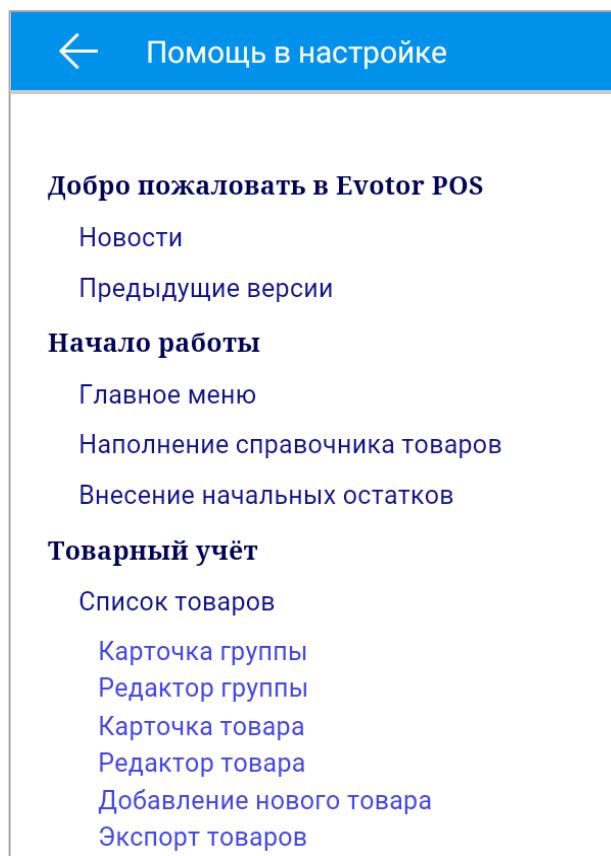 Помощь в настройке
Добро пожаловать в Evotor POS
Новости
Предыдущие версии
Начало работы
Главное меню
Наполнение справочника товаров
Внесение начальных остатков
Товарный учёт
Список товаров
Карточка группы
Редактор группы
Карточка товара
Редактор товара
Добавление нового товара
Экспорт товаров